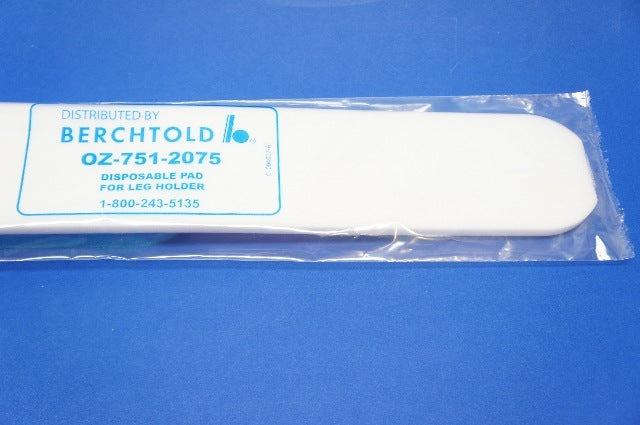 DISTRIBUTED BY
BERCHTOLD b
OZ-751-2075
DISPOSABLE PAD
FOR LEG HOLDER
1-800-243-5135